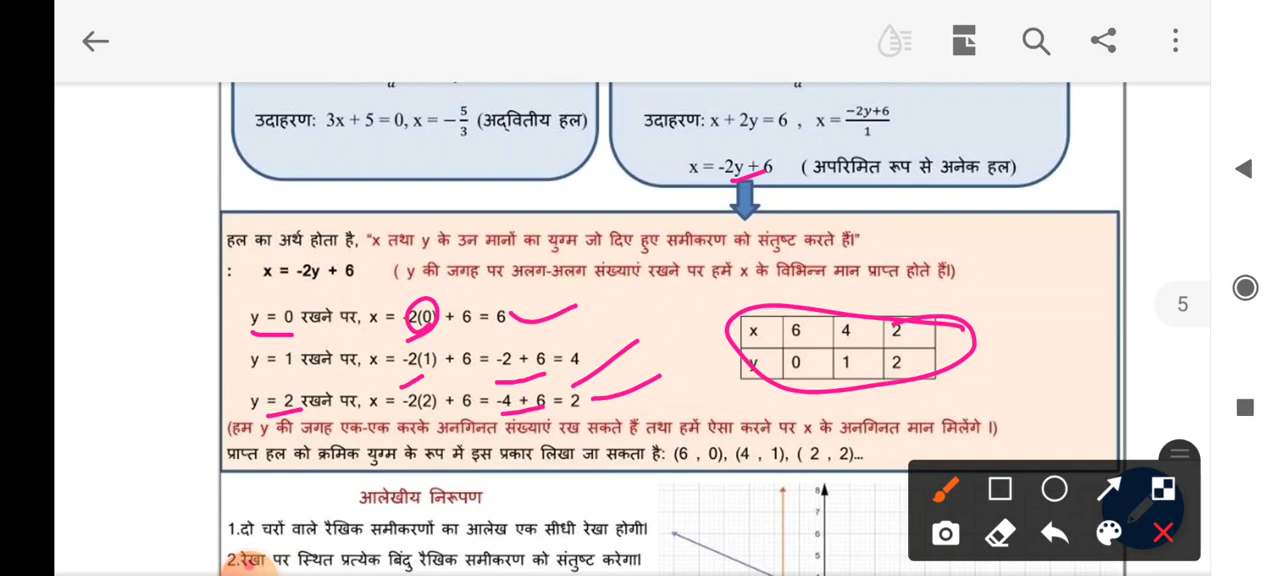 उदाहरण: 3x + 5 = 0, x = -5/3 (अद्वितीय हल)
उदाहरण: x + 2y = 6 , x = -2y+6/1
x = -2y + 6 ( अपरिमित रूप से अनेक हल)
हल का अर्थ होता है, "x तथा y के उन मानों का युग्म जो दिए हुए समीकरण को संतुष्ट करते हैं।"
: x = -2y + 6 ( y की जगह पर अलग-अलग संख्याएं रखने पर हमें x के विभिन्न मान प्राप्त होते हैं।)
y = 0 रखने पर, x = -2(0) + 6 = 6
y = 1 रखने पर, x = -2(1) + 6 = -2 + 6 = 4
y = 2 रखने पर, x = -2(2) + 6 = -4 + 6 = 2
x 6 4 2
y 0 1 2
(हम y की जगह एक-एक करके अनगिनत संख्याएं रख सकते हैं तथा हमें ऐसा करने पर x के अनगिनत मान मिलेंगे ।)
प्राप्त हल को क्रमिक युग्म के रूप में इस प्रकार लिखा जा सकता है: (6 , 0), (4 , 1), ( 2 , 2)...
आलेखीय निरूपण
1.दो चरों वाले रैखिक समीकरणों का आलेख एक सीधी रेखा होगी।
2.रेखा पर स्थित प्रत्येक बिंदु रैखिक समीकरण को संतुष्ट करेगा।
8
7
6
5
5